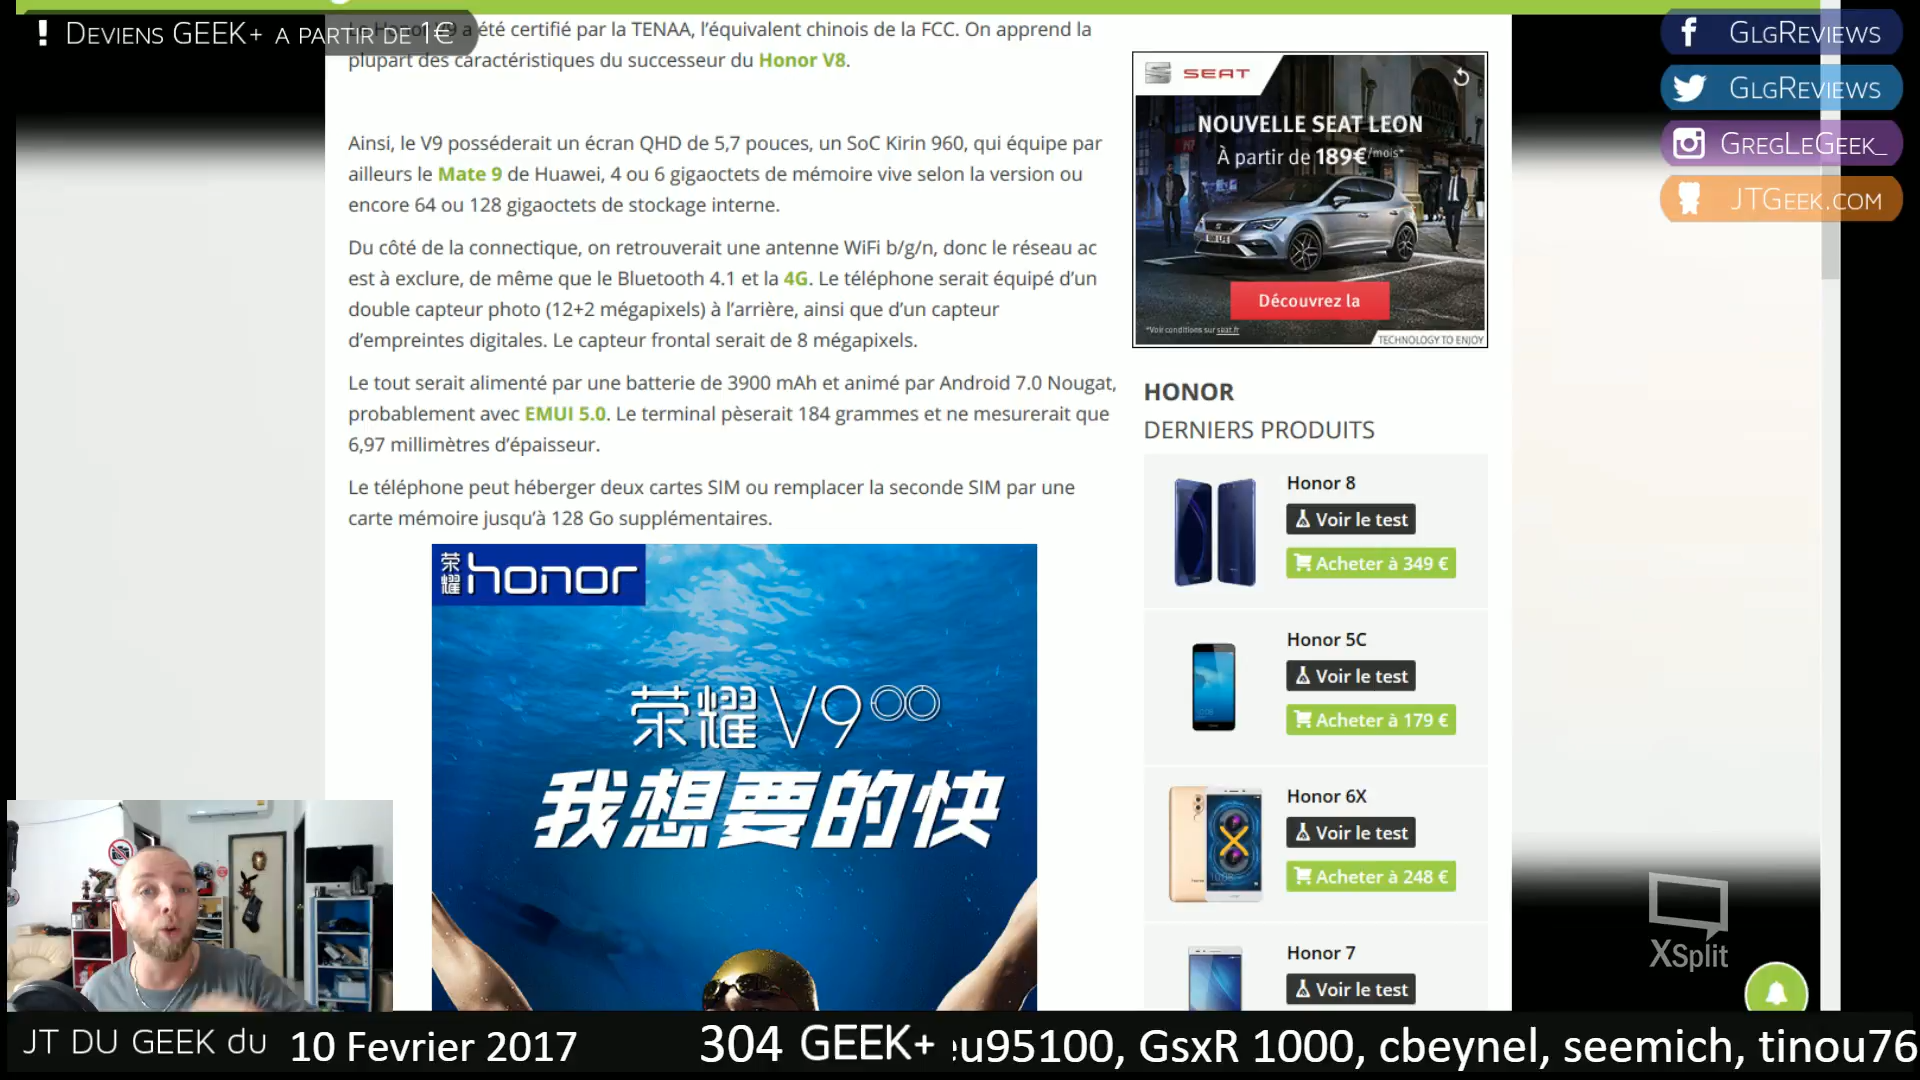 ! DEVIENS GEEK+ A PARTIR DE 1€
a été certifié par la TENAA, l'équivalent chinois de la FCC. On apprend la
plupart des caractéristiques du successeur du Honor V8.
Ainsi, le V9 posséderait un écran QHD de 5,7 pouces, un SoC Kirin 960, qui équipe par
ailleurs le Mate 9 de Huawei, 4 ou 6 gigaoctets de mémoire vive selon la version ou
encore 64 ou 128 gigaoctets de stockage interne.
Du côté de la connectique, on retrouverait une antenne WiFi b/g/n, donc le réseau ac
est à exclure, de même que le Bluetooth 4.1 et la 4G. Le téléphone serait équipé d'un
double capteur photo (12+2 mégapixels) à l'arrière, ainsi que d'un capteur
d'empreintes digitales. Le capteur frontal serait de 8 mégapixels.
Le tout serait alimenté par une batterie de 3900 mAh et animé par Android 7.0 Nougat,
probablement avec EMUI 5.0. Le terminal pèserait 184 grammes et ne mesurerait que
6,97 millimètres d'épaisseur.
Le téléphone peut héberger deux cartes SIM ou remplacer la seconde SIM par une
carte mémoire jusqu'à 128 Go supplémentaires.
荣耀 honor
荣耀V9
我想要的快
SEAT
NOUVELLE SEAT LEON
À partir de 189€/mois*
Découvrez la
*Voir conditions sur seat.fr
TECHNOLOGY TO ENJOY
HONOR
DERNIERS PRODUITS
Honor 8
Voir le test
Acheter à 349 €
Honor 5C
Voir le test
Acheter à 179 €
Honor 6X
Voir le test
Acheter à 248 €
Honor 7
Voir le test
GLGREVIEWS
GLGREVIEWS
GREGLEGEEK_
JTGEEK.COM
XSplit
JT DU GEEK du 10 Fevrier 2017
304 GEEK+
u95100, GsxR 1000, cbeynel, seemich, tinou76